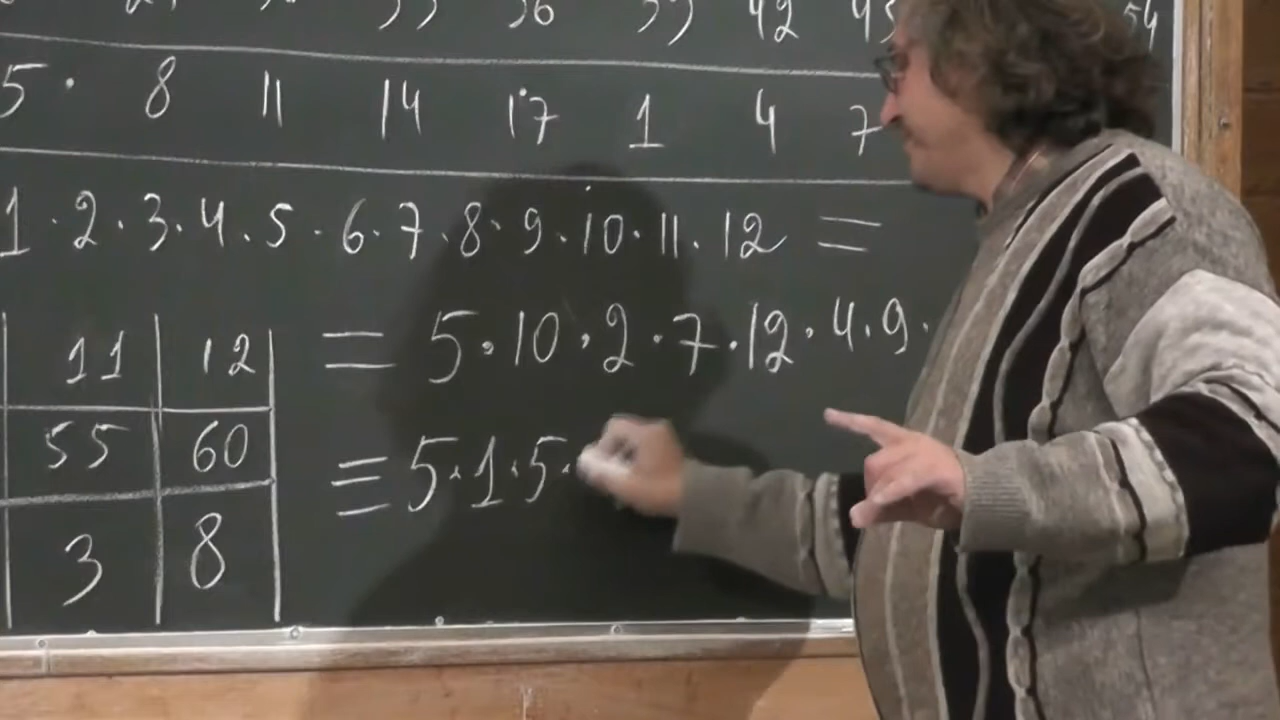 33 36 39 42 45 54
5 · 8 11 14 17 1 4 7
1 · 2 · 3 · 4 · 5 · 6 · 7 · 8 · 9 · 10 · 11 · 12 =
= 5 · 10 · 2 · 7 · 12 · 4 · 9 ·
≡ 5 · 1 · 5 ·
11 12
55 60
3 8